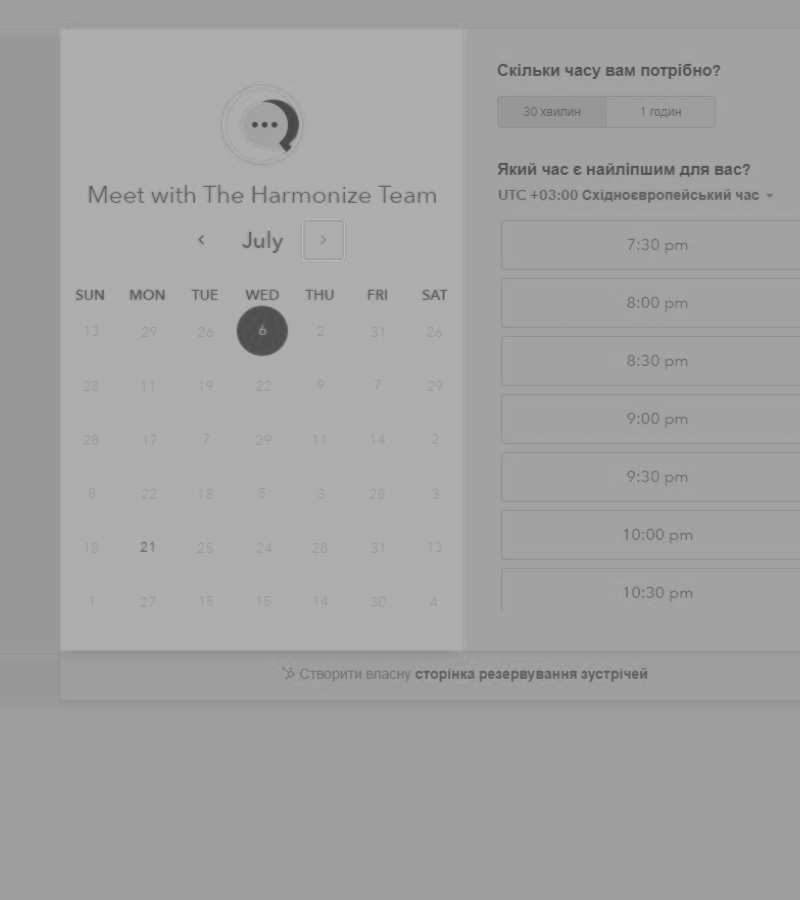 Meet with The Harmonize Team
July
SUN MON TUE WED THU FRI SAT
13 29 26 6 2 31 26
28 11 19 22 9 7 29
28 17 7 29 11 14 2
8 22 18 5 3 28 3
18 21 25 24 28 31 13
1 27 15 15 14 30 4
Скільки часу вам потрібно?
30 хвилин 1 годин
Який час є найліпшим для вас?
UTC +03:00 Східноєвропейський час
7:30 pm
8:00 pm
8:30 pm
9:00 pm
9:30 pm
10:00 pm
10:30 pm
Створити власну сторінка резервування зустрічей